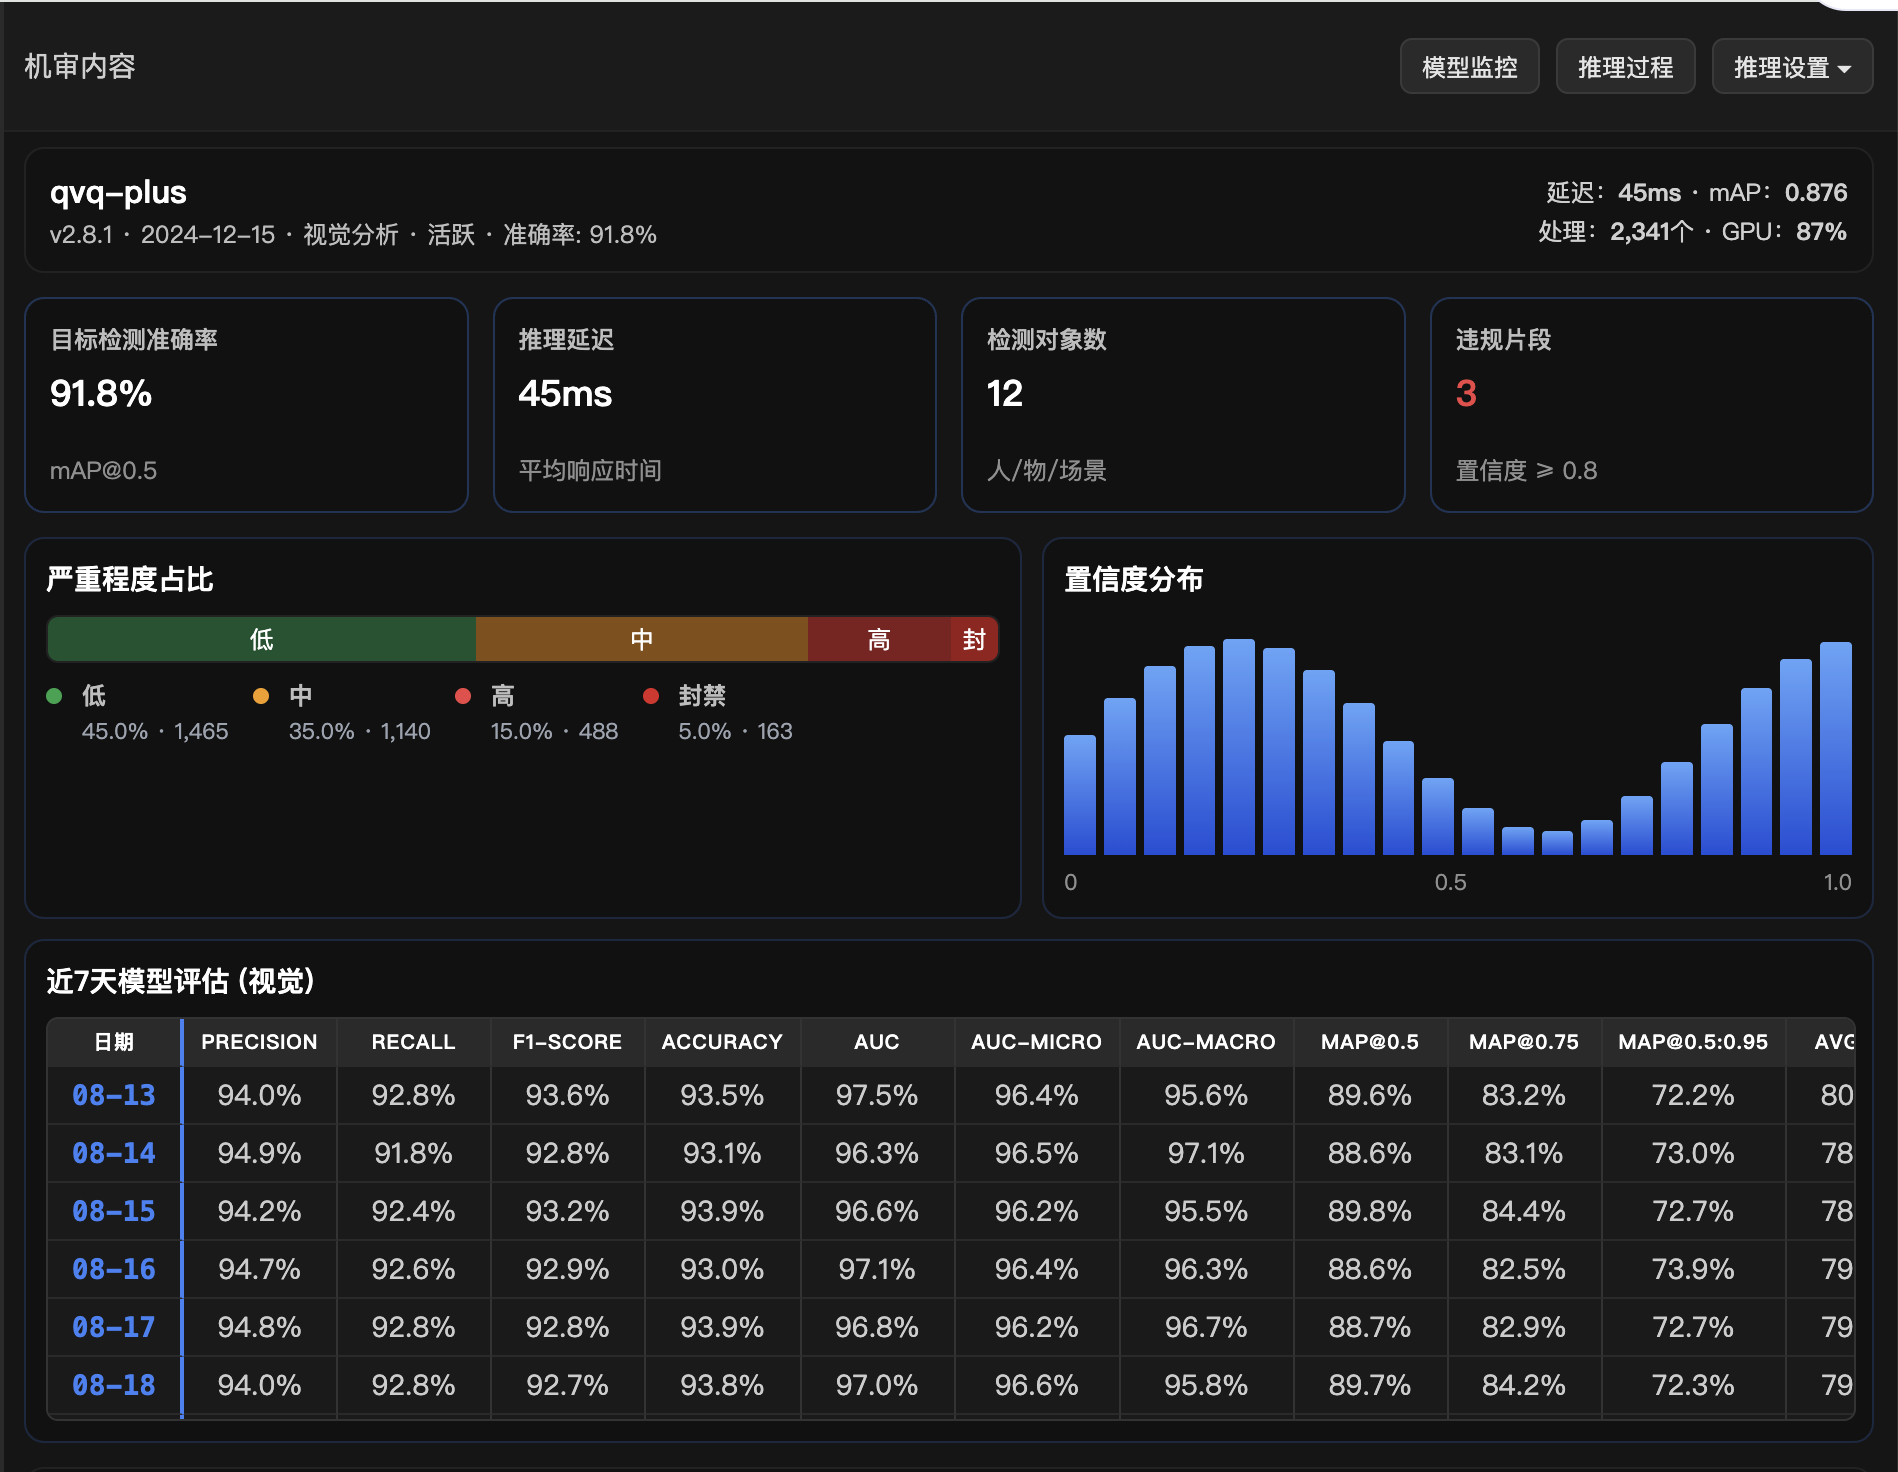 机审内容
模型监控 推理过程 推理设置
qvq-plus
v2.8.1 · 2024-12-15 · 视觉分析 · 活跃 · 准确率: 91.8%
延迟: 45ms · mAP: 0.876
处理: 2,341个 · GPU: 87%
目标检测准确率
91.8%
mAP@0.5
推理延迟
45ms
平均响应时间
检测对象数
12
人/物/场景
违规片段
3
置信度 ≥ 0.8
严重程度占比
低 中 高 封
低
45.0% · 1,465
中
35.0% · 1,140
高
15.0% · 488
封禁
5.0% · 163
置信度分布
0 0.5 1.0
近7天模型评估 (视觉)
日期 PRECISION RECALL F1-SCORE ACCURACY AUC AUC-MICRO AUC-MACRO MAP@0.5 MAP@0.75 MAP@0.5:0.95 AVG
08-13 94.0% 92.8% 93.6% 93.5% 97.5% 96.4% 95.6% 89.6% 83.2% 72.2% 80
08-14 94.9% 91.8% 92.8% 93.1% 96.3% 96.5% 97.1% 88.6% 83.1% 73.0% 78
08-15 94.2% 92.4% 93.2% 93.9% 96.6% 96.2% 95.5% 89.8% 84.4% 72.7% 78
08-16 94.7% 92.6% 92.9% 93.0% 97.1% 96.4% 96.3% 88.6% 82.5% 73.9% 79
08-17 94.8% 92.8% 92.8% 93.9% 96.8% 96.2% 96.7% 88.7% 82.9% 72.7% 79
08-18 94.0% 92.8% 92.7% 93.8% 97.0% 96.6% 95.8% 89.7% 84.2% 72.3% 79